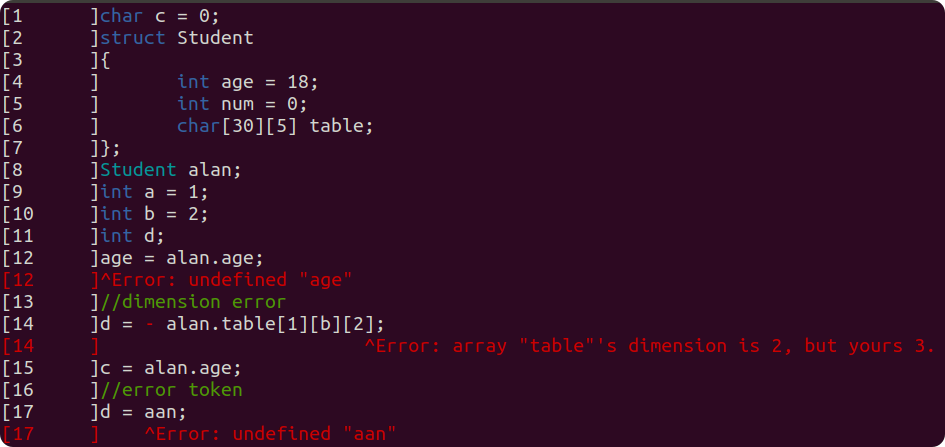 [1      ]char c = 0;
[2      ]struct Student
[3      ]{
[4      ]       int age = 18;
[5      ]       int num = 0;
[6      ]       char[30][5] table;
[7      ]};
[8      ]Student alan;
[9      ]int a = 1;
[10     ]int b = 2;
[11     ]int d;
[12     ]age = alan.age;
[12     ]^Error: undefined "age"
[13     ]//dimension error
[14     ]d = - alan.table[1][b][2];
[14     ]                        ^Error: array "table"'s dimension is 2, but yours 3.
[15     ]c = alan.age;
[16     ]//error token
[17     ]d = aan;
[17     ]    ^Error: undefined "aan"